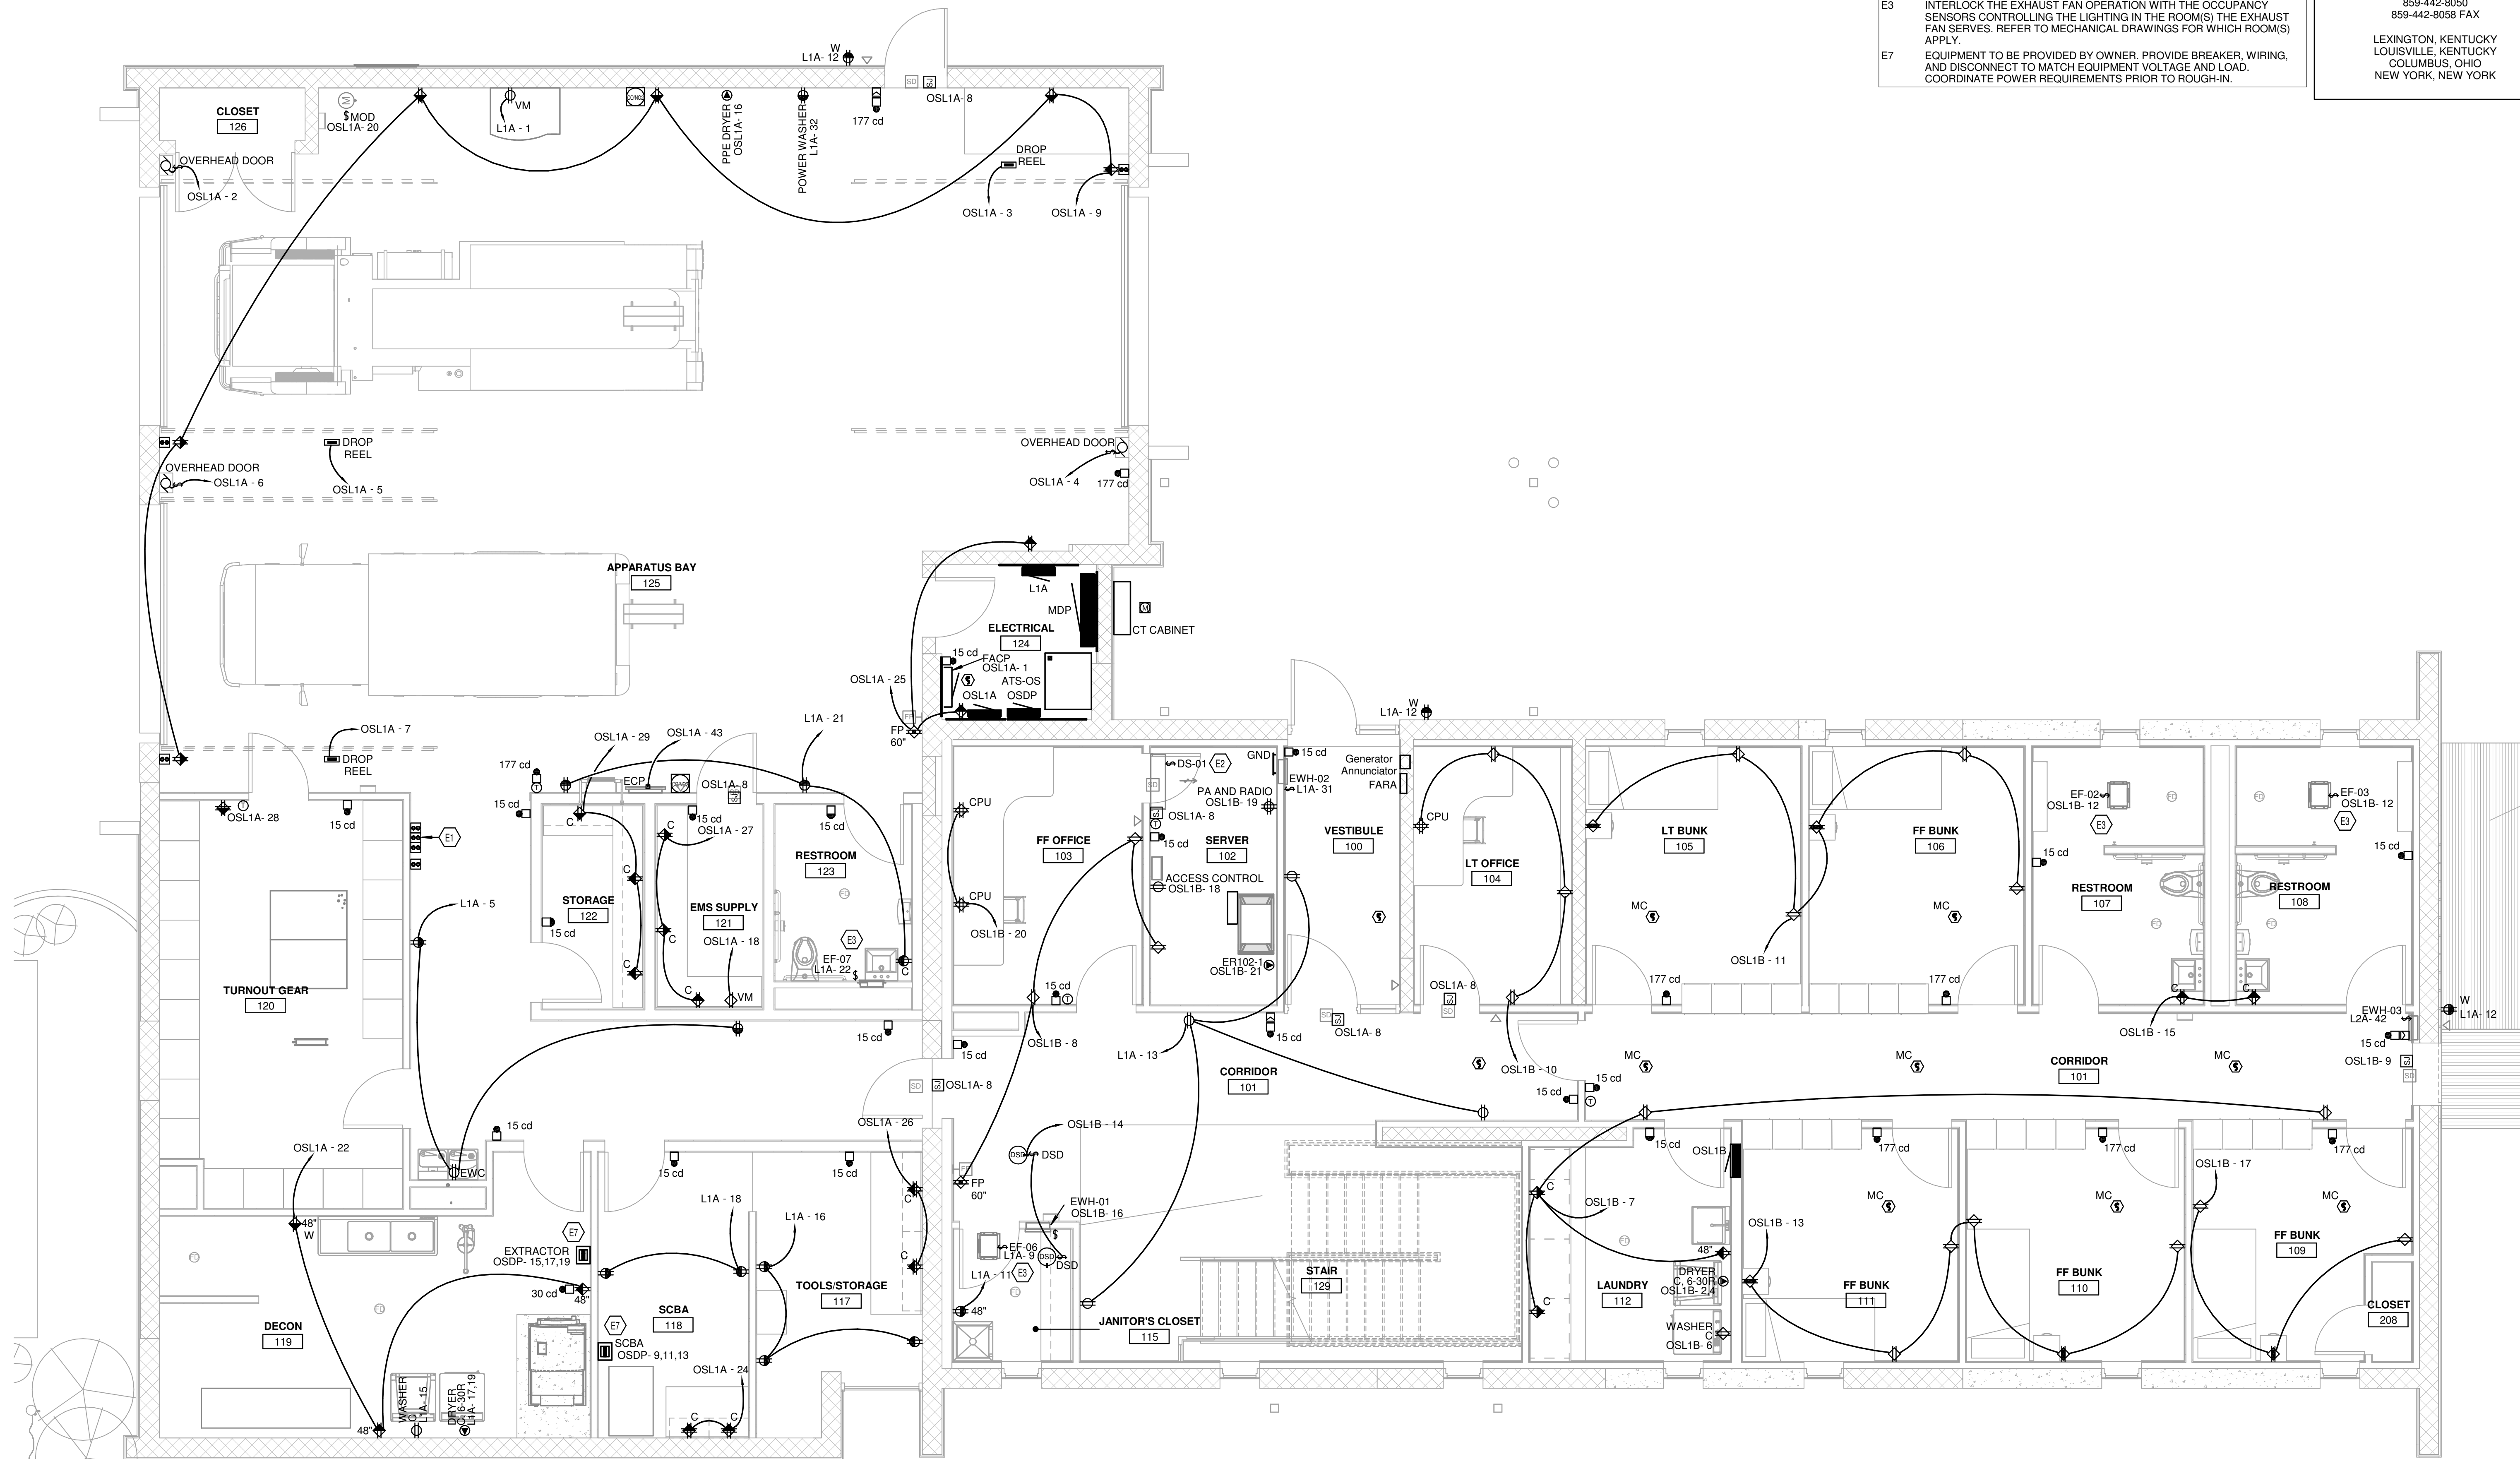 E3 INTERLOCK THE EXHAUST FAN OPERATION WITH THE OCCUPANCY
SENSORS CONTROLLING THE LIGHTING IN THE ROOM(S) THE EXHAUST
FAN SERVES. REFER TO MECHANICAL DRAWINGS FOR WHICH ROOM(S)
APPLY.
E7 EQUIPMENT TO BE PROVIDED BY OWNER. PROVIDE BREAKER, WIRING,
AND DISCONNECT TO MATCH EQUIPMENT VOLTAGE AND LOAD.
COORDINATE POWER REQUIREMENTS PRIOR TO ROUGH-IN.
859-442-8050
859-442-8058 FAX
LEXINGTON, KENTUCKY
LOUISVILLE, KENTUCKY
COLUMBUS, OHIO
NEW YORK, NEW YORK
W
L1A- 12
SD
OSL1A- 8
CLOSET
126
M
$MOD
OSL1A- 20
VM
L1A - 1
PPE DRYER
OSL1A- 16
POWER WASHER
L1A- 32
177 cd
DROP
REEL
OVERHEAD DOOR
OSL1A - 2
OSL1A - 3
OSL1A - 9
DROP
REEL
OSL1A - 5
OVERHEAD DOOR
OSL1A - 6
OVERHEAD DOOR
OSL1A - 4
177 cd
APPARATUS BAY
125
L1A
MDP
M
CT CABINET
ELECTRICAL
124
15 cd
FACP
OSL1A- 1
ATS-OS
OSL1A
OSDP
OSL1A - 25
FP
60"
L1A - 21
OSL1A - 7
DROP
REEL
OSL1A - 29
OSL1A - 43
177 cd
T
ECP
OSL1A- 8
15 cd
OSL1A- 28
T
15 cd
E1
C
15 cd
OSL1A - 27
C
15 cd
RESTROOM
123
FD
C
STORAGE
122
15 cd
EMS SUPPLY
121
C
OSL1A - 18
E3
EF-07
L1A- 22
$
C
C
C
VM
L1A - 5
TURNOUT GEAR
120
15 cd
W
L1A- 12
CPU
FF OFFICE
103
CPU
OSL1B - 20
15 cd
T
OSL1B - 8
DS-01
E2
SD
GND
15 cd
EWH-02
L1A- 31
PA AND RADIO
OSL1B- 19
OSL1A- 8
T
15 cd
SERVER
102
ACCESS CONTROL
OSL1B- 18
ER102-1
OSL1B- 21
Generator
Annunciator
FARA
VESTIBULE
100
CPU
LT OFFICE
104
OSL1A- 8
SD
LT BUNK
105
MC
OSL1B - 11
177 cd
FF BUNK
106
MC
177 cd
EF-02
OSL1B- 12
FD
E3
15 cd
RESTROOM
107
FD
C
EF-03
OSL1B- 12
FD
E3
15 cd
RESTROOM
108
FD
C
OSL1B - 15
EWH-03
L2A- 42
W
L1A- 12
15 cd
OSL1B- 9
SD
SD
OSL1A- 8
15 cd
15 cd
L1A - 13
CORRIDOR
101
OSL1B - 10
15 cd
15 cd
T
MC
MC
CORRIDOR
101
MC
SD
OSL1A- 8
15 cd
EWC
OSL1A - 22
OSL1A - 26
15 cd
15 cd
C
OSL1B - 14
DSD
DSD
FP
60"
EWH-01
OSL1B- 16
$
EF-06
L1A- 9
DSD
DSD
L1A - 11
E3
FD
48"
JANITOR'S CLOSET
115
STAIR
129
15 cd
OSL1B
C
OSL1B - 7
FD
48"
DRYER
C, 6-30R
OSL1B- 2,4
LAUNDRY
112
C
WASHER
C
OSL1B- 6
177 cd
MC
OSL1B - 13
FF BUNK
111
177 cd
MC
FF BUNK
110
OSL1B - 17
177 cd
MC
FF BUNK
109
CLOSET
208
48"
W
FD
E7
EXTRACTOR
OSDP- 15,17,19
30 cd
48"
FD
DECON
119
L1A - 18
L1A - 16
TOOLS/STORAGE
117
C
SCBA
118
E7
SCBA
OSDP- 9,11,13
OSL1A - 24
C
C
48"
WASHER
C
L1A- 15
DRYER
C, 6-30R
L1A- 17,19